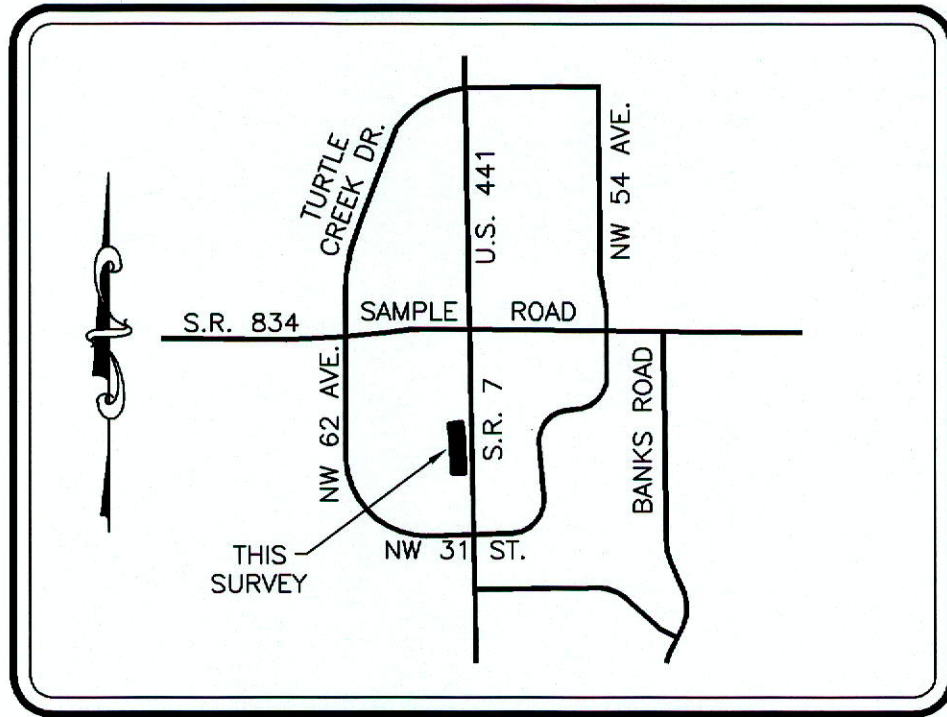 TURTLE
CREEK DR.
U.S. 441
NW 54 AVE.
S.R. 834
SAMPLE ROAD
NW 62 AVE.
S.R. 7
BANKS ROAD
THIS
SURVEY
NW 31 ST.